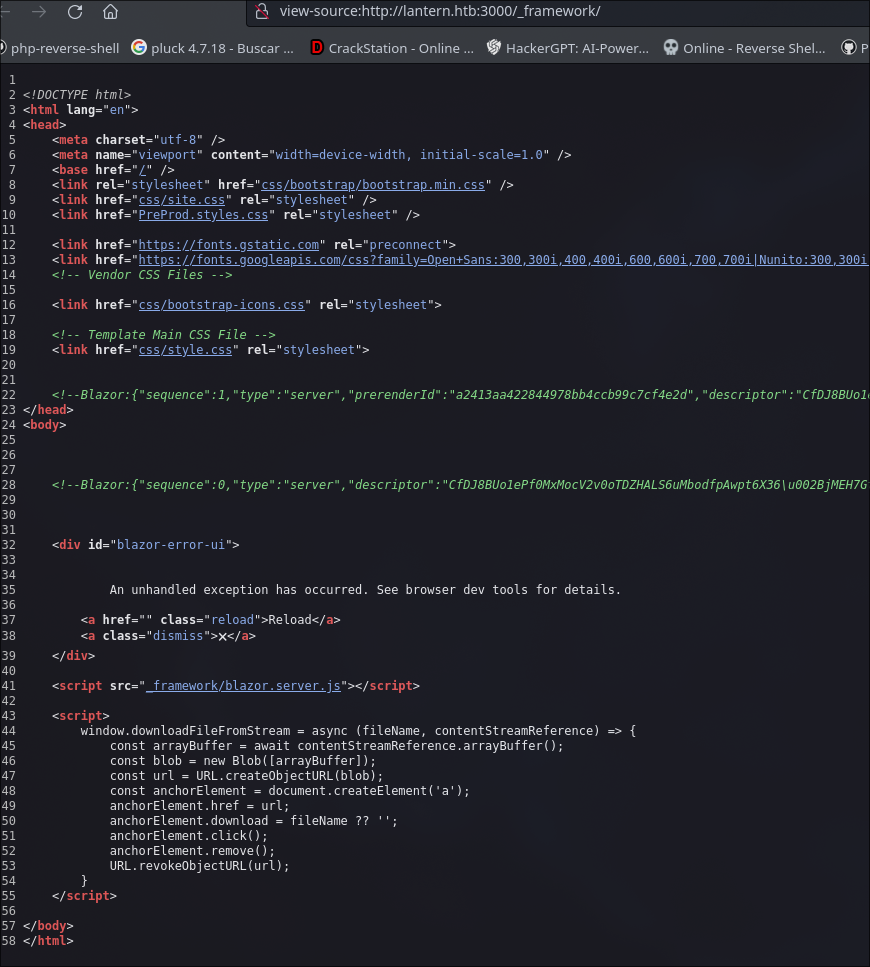 view-source:http://lantern.htb:3000/_framework/
php-reverse-shell pluck 4.7.18 - Buscar ... CrackStation - Online ... HackerGPT: AI-Power... Online - Reverse Shel... P
1
2 <!DOCTYPE html>
3 <html lang="en">
4 <head>
5 <meta charset="utf-8" />
6 <meta name="viewport" content="width=device-width, initial-scale=1.0" />
7 <base href="/" />
8 <link rel="stylesheet" href="css/bootstrap/bootstrap.min.css" />
9 <link href="css/site.css" rel="stylesheet" />
10 <link href="PreProd.styles.css" rel="stylesheet" />
11
12 <link href="https://fonts.gstatic.com" rel="preconnect">
13 <link href="https://fonts.googleapis.com/css?family=Open+Sans:300,300i,400,400i,600,600i,700,700i|Nunito:300,300i
14 <!-- Vendor CSS Files -->
15
16 <link href="css/bootstrap-icons.css" rel="stylesheet">
17
18 <!-- Template Main CSS File -->
19 <link href="css/style.css" rel="stylesheet">
20
21
22 <!--Blazor:{"sequence":1,"type":"server","prerenderId":"a2413aa422844978bb4ccb99c7cf4e2d","descriptor":"CfDJ8BUo1
23 </head>
24 <body>
25
26
27
28 <!--Blazor:{"sequence":0,"type":"server","descriptor":"CfDJ8BUo1ePf0MxMocV2v0oTDZHALS6uMbodfpAwpt6X36\u002BjMEH7G
29
30
31
32 <div id="blazor-error-ui">
33
34
35 An unhandled exception has occurred. See browser dev tools for details.
36
37 <a href="" class="reload">Reload</a>
38 <a class="dismiss">🗙</a>
39 </div>
40
41 <script src="_framework/blazor.server.js"></script>
42
43 <script>
44 window.downloadFileFromStream = async (fileName, contentStreamReference) => {
45 const arrayBuffer = await contentStreamReference.arrayBuffer();
46 const blob = new Blob([arrayBuffer]);
47 const url = URL.createObjectURL(blob);
48 const anchorElement = document.createElement('a');
49 anchorElement.href = url;
50 anchorElement.download = fileName ?? '';
51 anchorElement.click();
52 anchorElement.remove();
53 URL.revokeObjectURL(url);
54 }
55 </script>
56
57 </body>
58 </html>